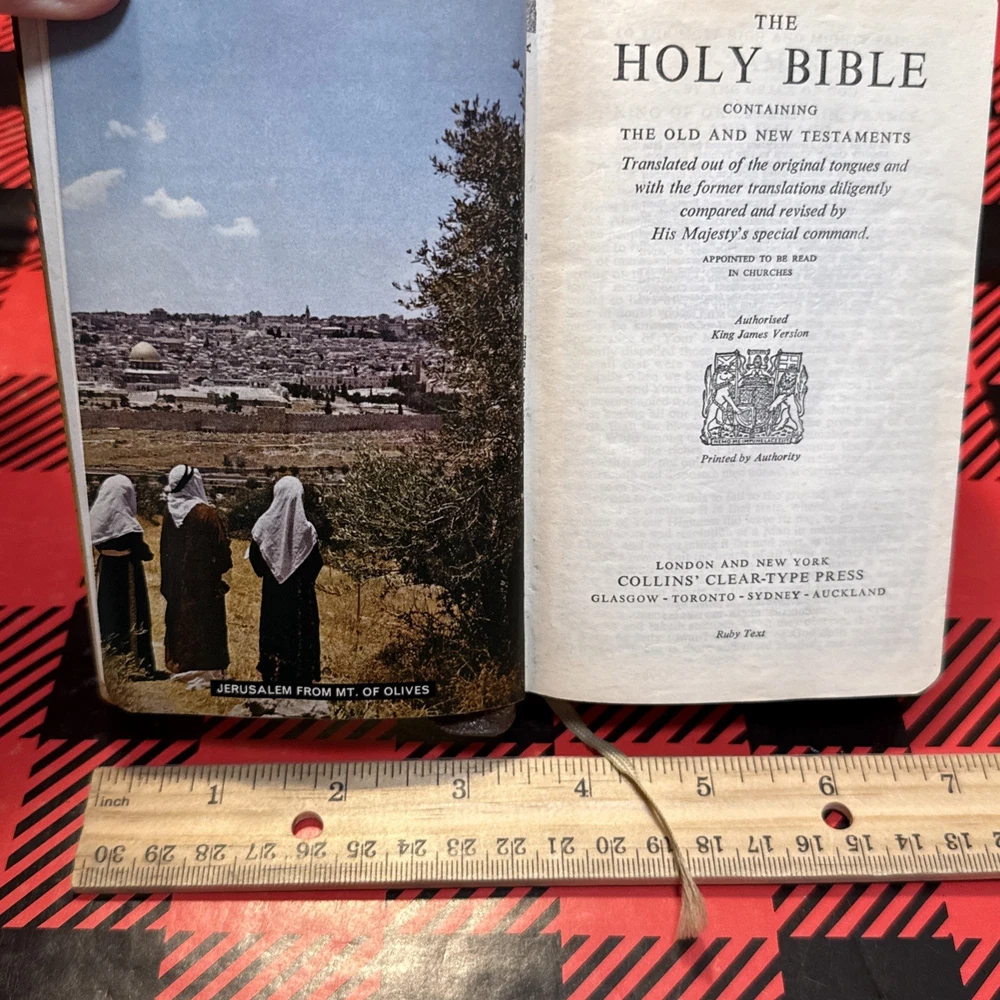 THE
HOLY BIBLE
CONTAINING
THE OLD AND NEW TESTAMENTS
Translated out of the original tongues and
with the former translations diligently
compared and revised by
His Majesty's special command.
APPOINTED TO BE READ
IN CHURCHES
Authorised
King James Version
Printed by Authority
LONDON AND NEW YORK
COLLINS' CLEAR-TYPE PRESS
GLASGOW - TORONTO - SYDNEY - AUCKLAND
Ruby Text
JERUSALEM FROM MT. OF OLIVES
inch 1 2 3 4 5 6 7
30 29 28 27 26 25 24 23 22 21 20 19 18 17 16 15 14 13